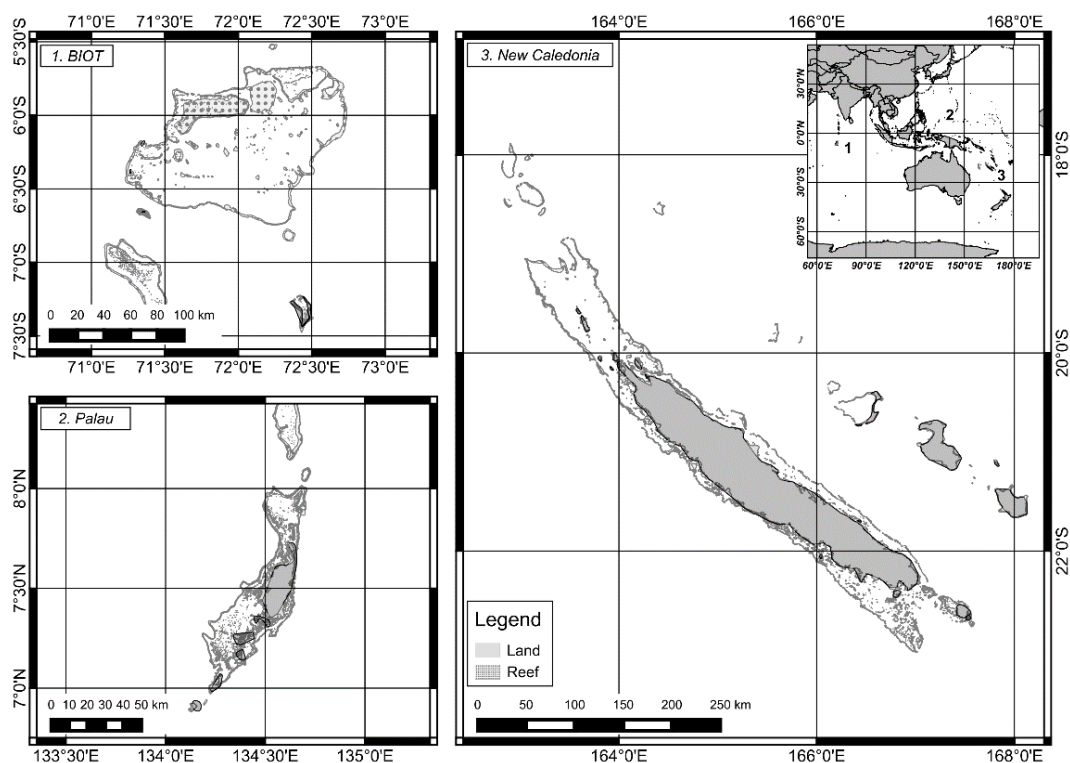 71°0'E 71°30'E 72°0'E 72°30'E 73°0'E
1. BIOT
5°30'S
6°0'S
6°30'S
7°0'S
7°30'S
0 20 40 60 80 100 km
71°0'E 71°30'E 72°0'E 72°30'E 73°0'E
2. Palau
8°0'N
7°30'N
7°0'N
0 10 20 30 40 50 km
133°30'E 134°0'E 134°30'E 135°0'E
164°0'E 166°0'E 168°0'E
3. New Caledonia
30°0'N
0°0'N
30°0'S
60°0'S
1
2
3
60°0'E 90°0'E 120°0'E 150°0'E 180°0'E
18°0'S
20°0'S
22°0'S
Legend
Land
Reef
0 50 100 150 200 250 km
164°0'E 166°0'E 168°0'E